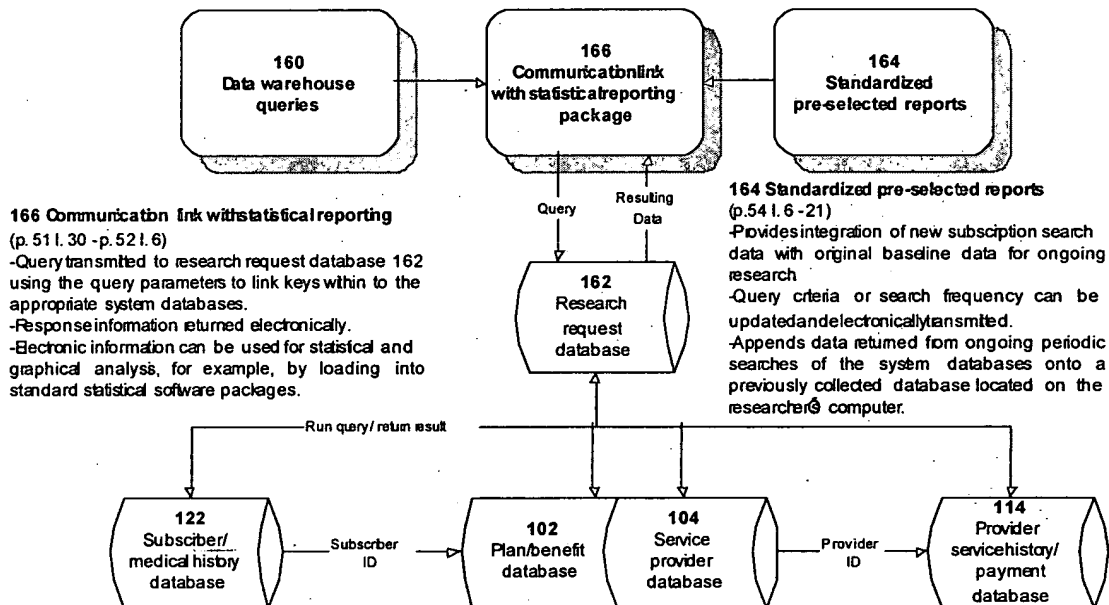 160
Data warehouse
queries
166
Communicationlink
with statisticalreporting
package
164
Standardized
pre-selected reports
166 Communication link withstatistical reporting
(p. 51 l. 30 - p. 52 l. 6)
-Query transmitted to research request database 162
using the query parameters to link keys within to the
appropriate system databases.
-Response information returned electronically.
-Electronic information can be used for statistical and
graphical analysis, for example, by loading into
standard statistical software packages.
Query
Resulting
Data
164 Standardized pre-selected reports
(p.54 l. 6 -21)
-Provides integration of new subsciption search
data with original baseline data for ongoing
research
-Query criteria or search frequency can be
updatedandelectronicallytransmitted.
-Appends data returned from ongoing periodic
searches of the system databases onto a
previously collected database located on the
computer.
162
Research
request
database
Run query / return result
122
Subscriber/
medical history
database
Subscriber
ID
102
Plan/benefit
database
104
Service
provider
database
Provider
ID
114
Provider
servicehistory/
payment
database